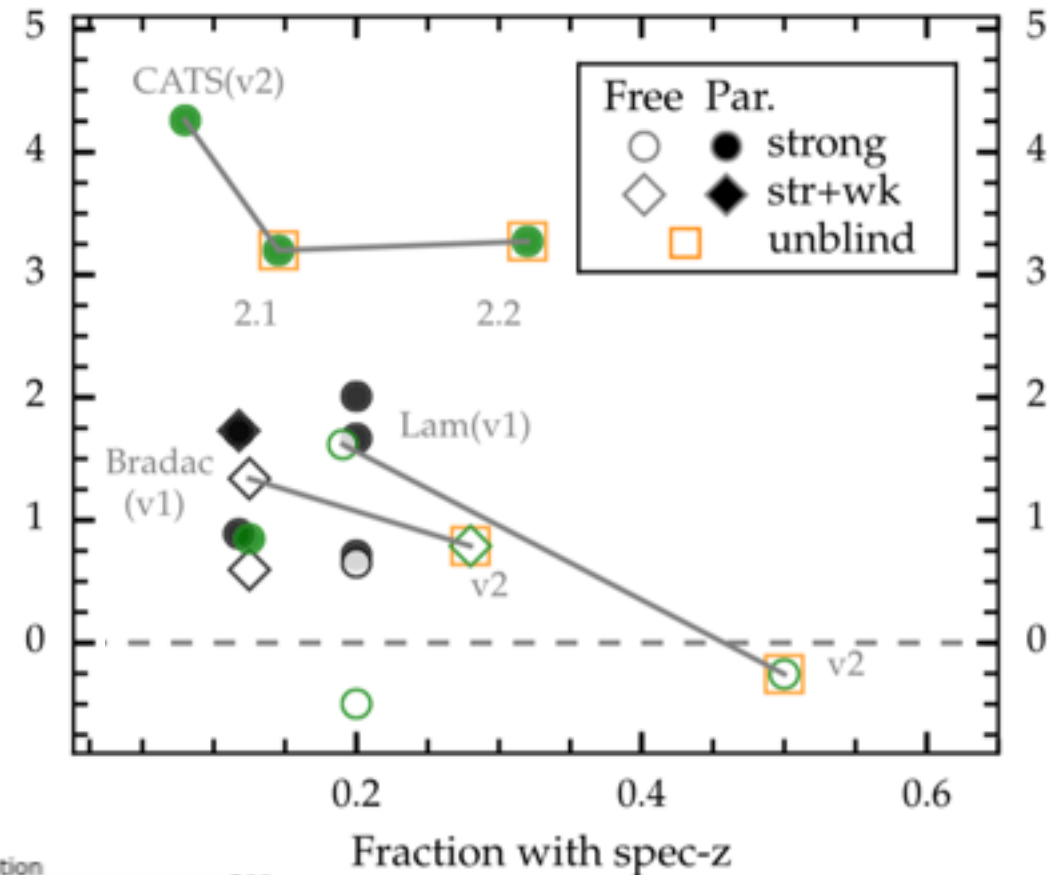 5 5
CATS(v2)
Free Par.
4 strong 4
str+wk
unblind
3 3
2.1 2.2
2 2
Lam(v1)
Bradac
(v1)
1 1
v2
0 0
v2
0.2 0.4 0.6
Fraction with spec-z
tion